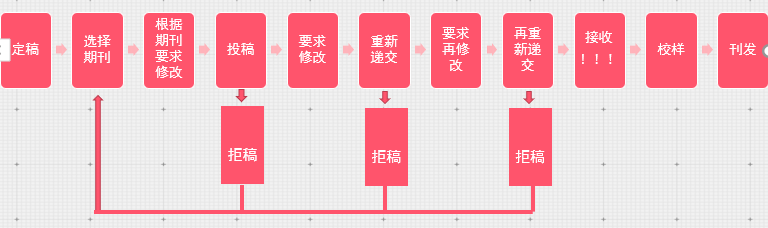 定稿
选择
期刊
根据
期刊
要求
修改
投稿
要求
修改
重新
递交
要求
再修
改
再重
新递
交
接收
！！！
校样
刊发
拒稿
拒稿
拒稿